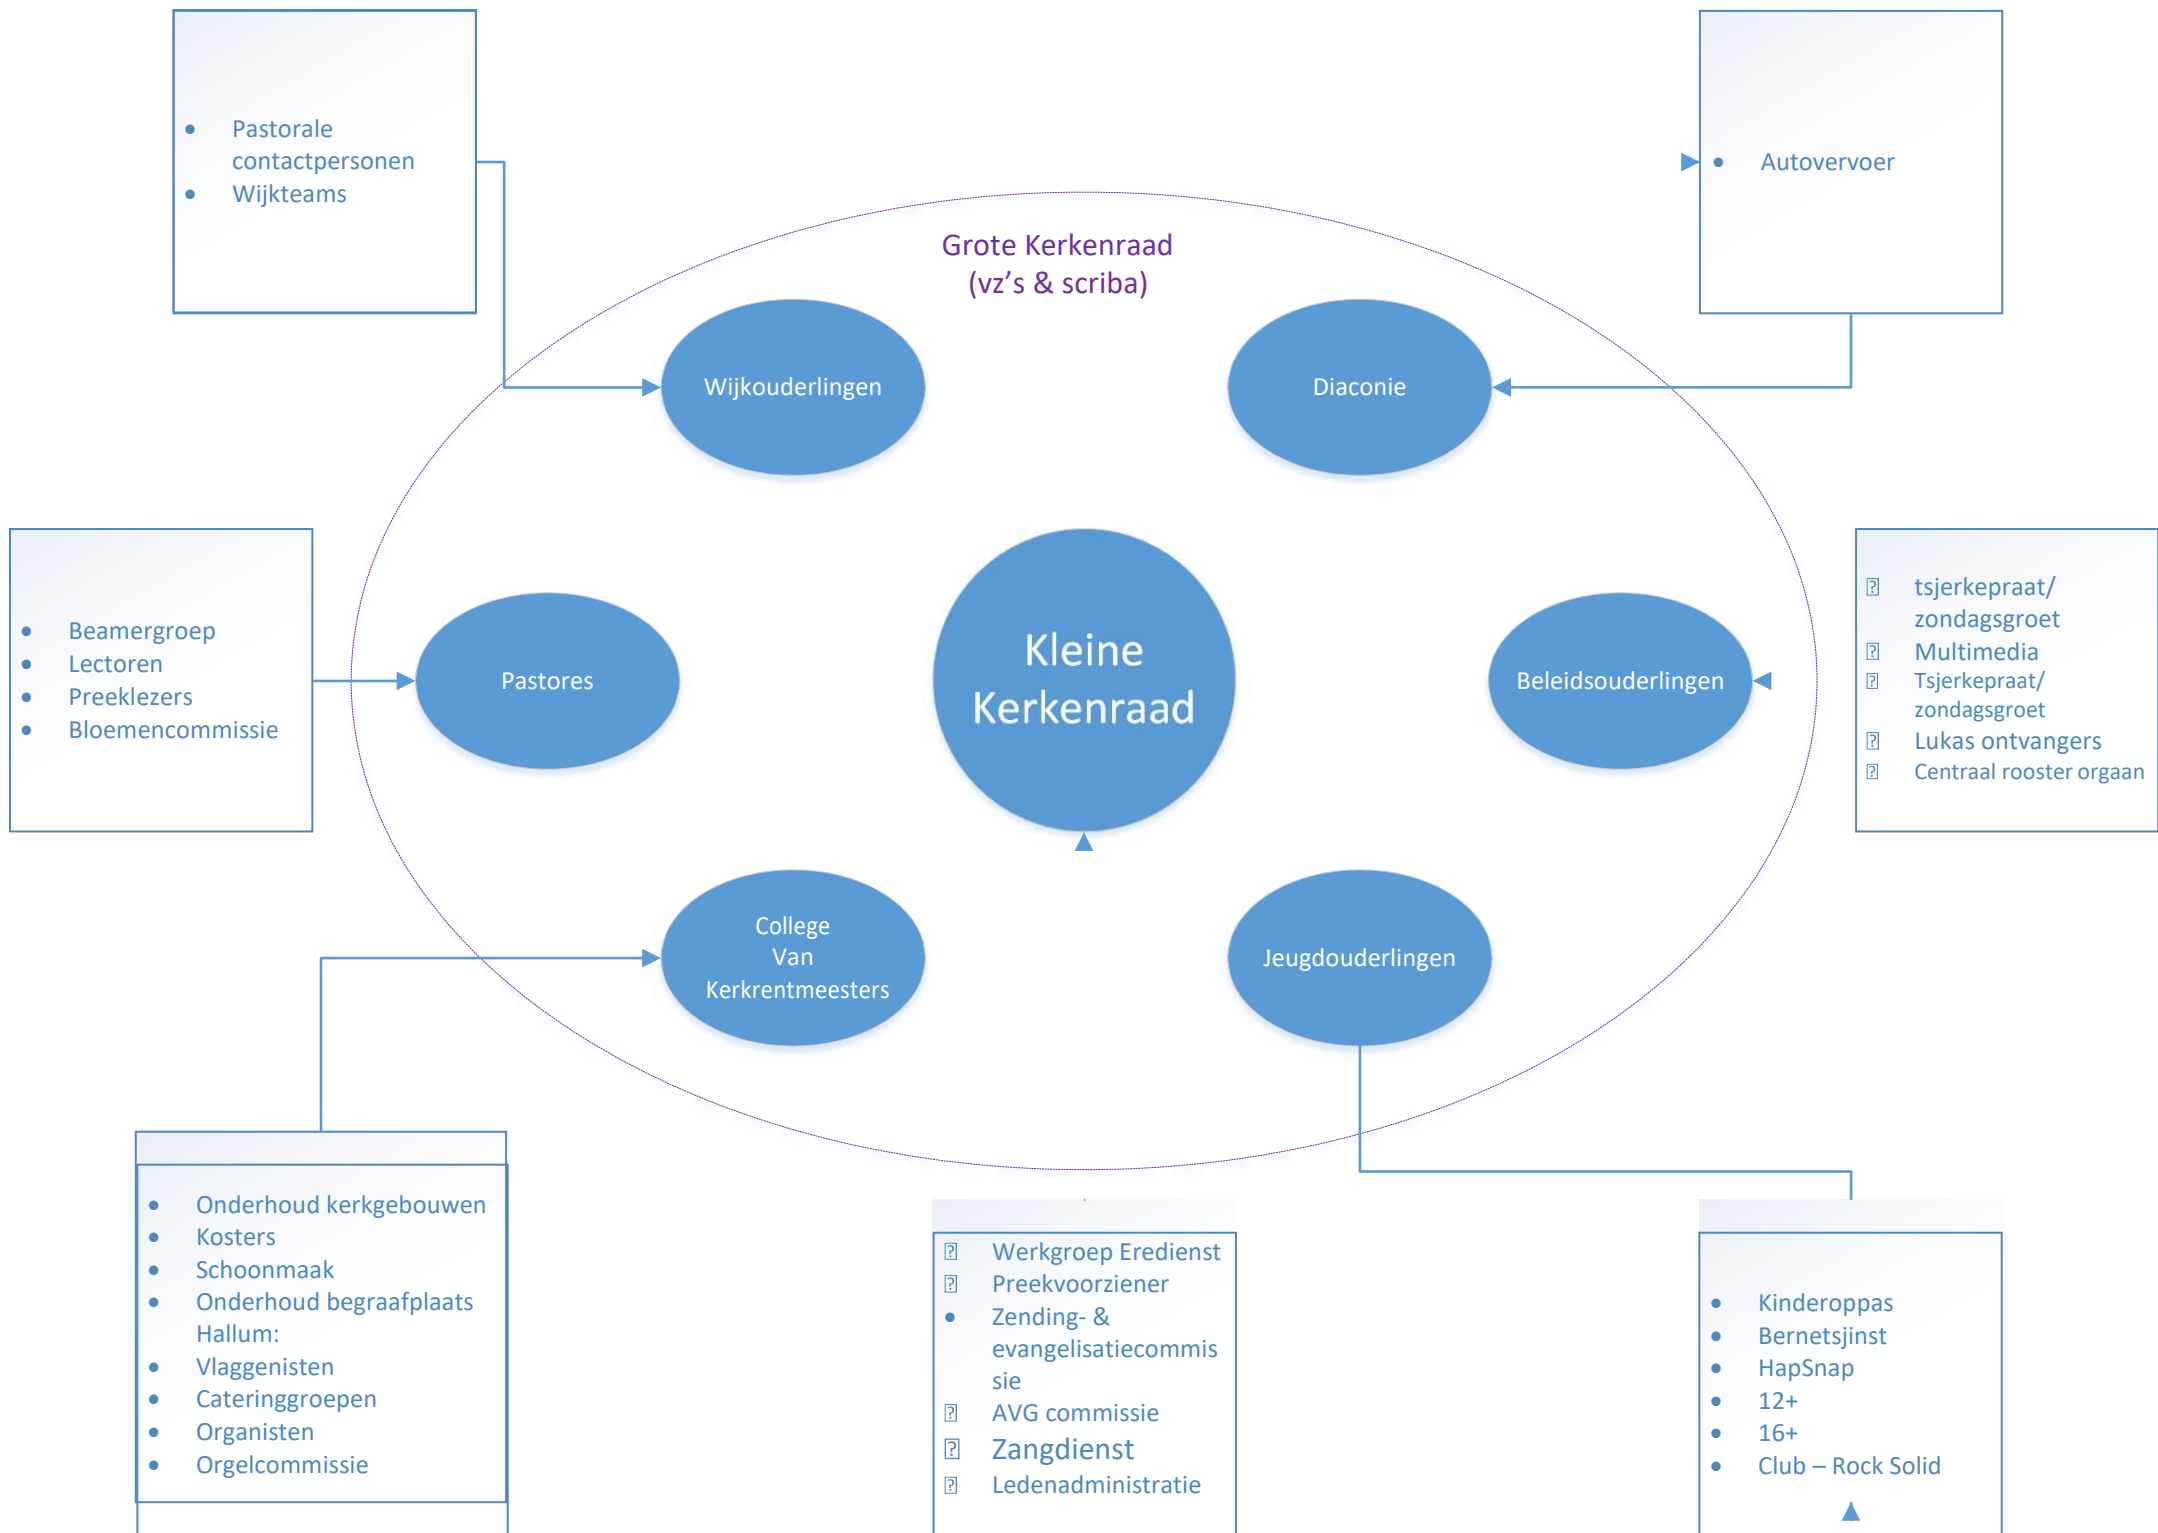 • Pastorale
contactpersonen
• Wijkteams
• Autovervoer
Grote Kerkenraad
(vz’s & scriba)
Wijkouderlingen
Diaconie
• Beamergroep
• Lectoren
• Preeklezers
• Bloemencommissie
Pastores
Kleine
Kerkenraad
Beleidsouderlingen
tsjerkepraat/
zondagsgroet
Multimedia
Tsjerkepraat/
zondagsgroet
Lukas ontvangers
Centraal rooster orgaan
College
Van
Kerkrentmeesters
Jeugdouderlingen
• Onderhoud kerkgebouwen
• Kosters
• Schoonmaak
• Onderhoud begraafplaats
Hallum:
• Vlaggenisten
• Cateringgroepen
• Organisten
• Orgelcommissie
Werkgroep Eredienst
Preekvoorziener
• Zending- &
evangelisatiecommis
sie
AVG commissie
Zangdienst
Ledenadministratie
• Kinderoppas
• Bernetsjinst
• HapSnap
• 12+
• 16+
• Club – Rock Solid